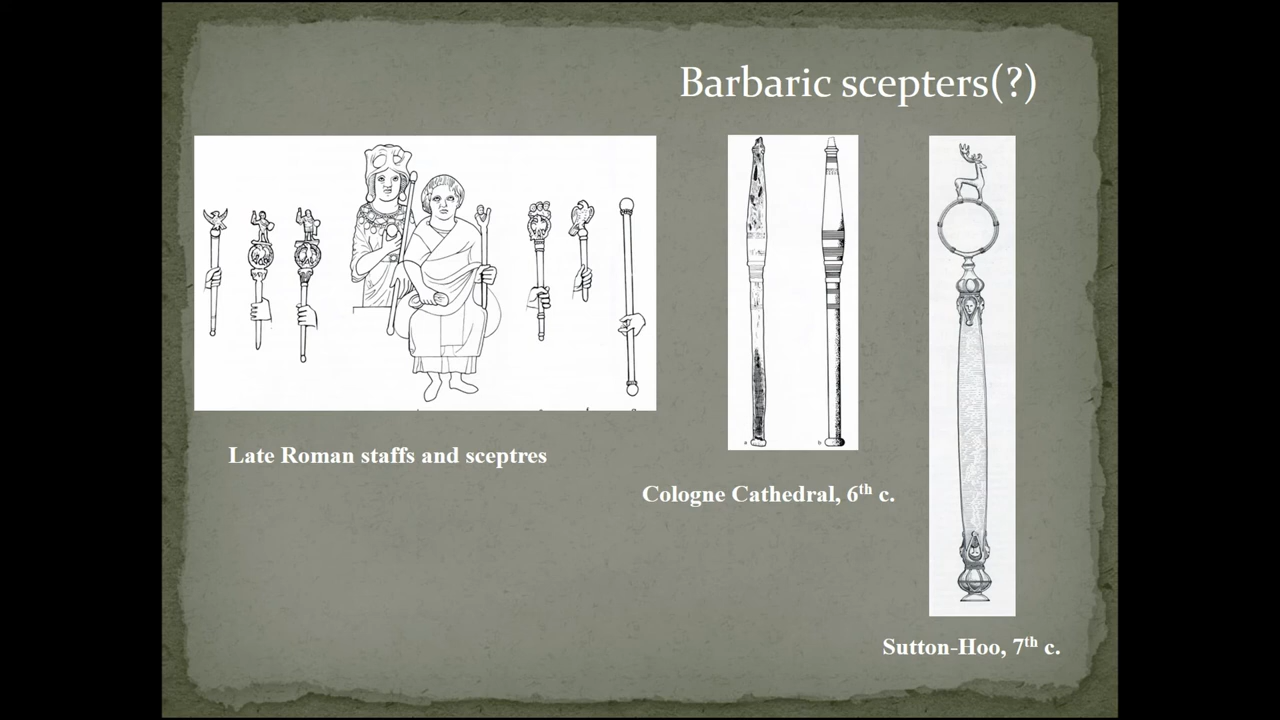 Barbaric scepters(?)
Late Roman staffs and sceptres
a b
Cologne Cathedral, 6th c.
Sutton-Hoo, 7th c.